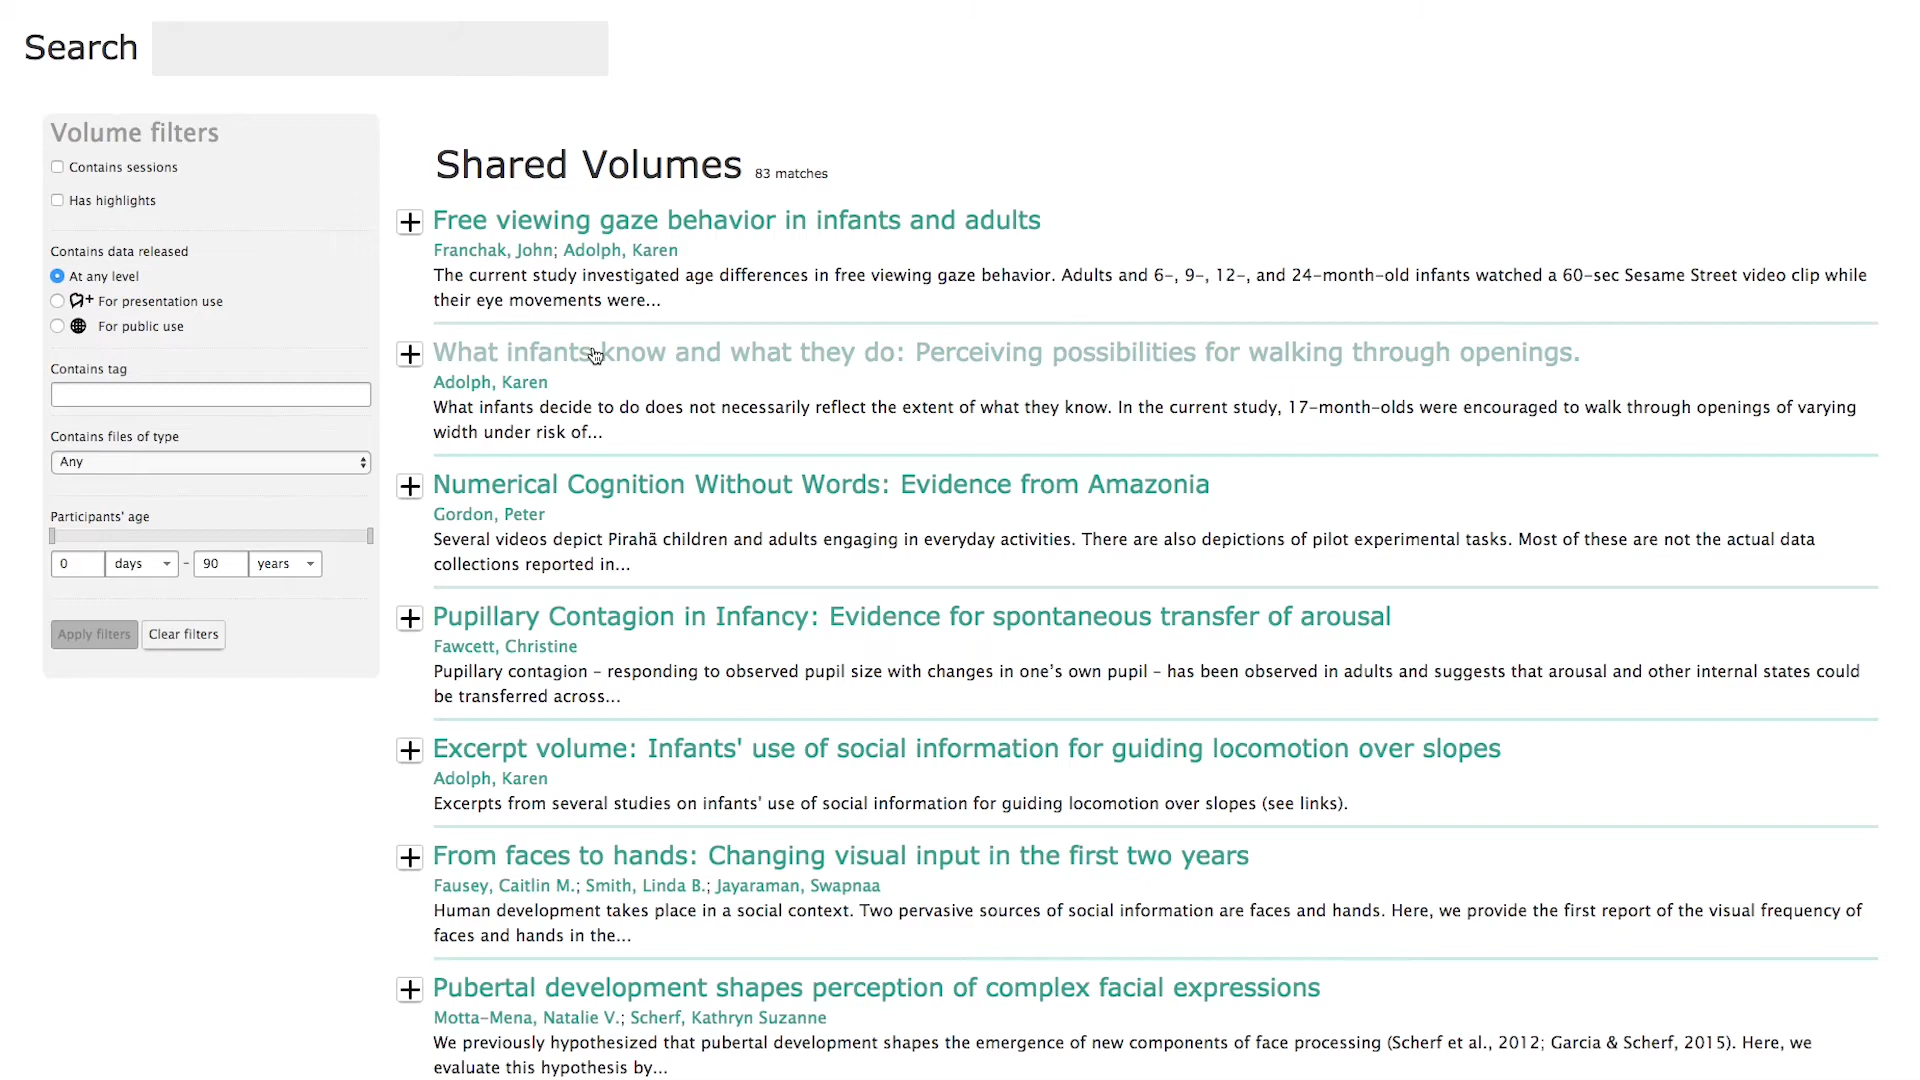 Search
Volume filters
Contains sessions
Has highlights
Contains data released
At any level
For presentation use
For public use
Contains tag
Contains files of type
Any
Participants' age
0 days - 90 years
Apply filters Clear filters
Shared Volumes 83 matches
Free viewing gaze behavior in infants and adults
Franchak, John; Adolph, Karen
The current study investigated age differences in free viewing gaze behavior. Adults and 6-, 9-, 12-, and 24-month-old infants watched a 60-sec Sesame Street video clip while
their eye movements were...
What infants know and what they do: Perceiving possibilities for walking through openings.
Adolph, Karen
What infants decide to do does not necessarily reflect the extent of what they know. In the current study, 17-month-olds were encouraged to walk through openings of varying
width under risk of...
Numerical Cognition Without Words: Evidence from Amazonia
Gordon, Peter
Several videos depict Pirahã children and adults engaging in everyday activities. There are also depictions of pilot experimental tasks. Most of these are not the actual data
collections reported in...
Pupillary Contagion in Infancy: Evidence for spontaneous transfer of arousal
Fawcett, Christine
Pupillary contagion – responding to observed pupil size with changes in one’s own pupil – has been observed in adults and suggests that arousal and other internal states could
be transferred across...
Excerpt volume: Infants' use of social information for guiding locomotion over slopes
Adolph, Karen
Excerpts from several studies on infants' use of social information for guiding locomotion over slopes (see links).
From faces to hands: Changing visual input in the first two years
Fausey, Caitlin M.; Smith, Linda B.; Jayaraman, Swapnaa
Human development takes place in a social context. Two pervasive sources of social information are faces and hands. Here, we provide the first report of the visual frequency of
faces and hands in the...
Pubertal development shapes perception of complex facial expressions
Motta-Mena, Natalie V.; Scherf, Kathryn Suzanne
We previously hypothesized that pubertal development shapes the emergence of new components of face processing (Scherf et al., 2012; Garcia & Scherf, 2015). Here, we
evaluate this hypothesis by...